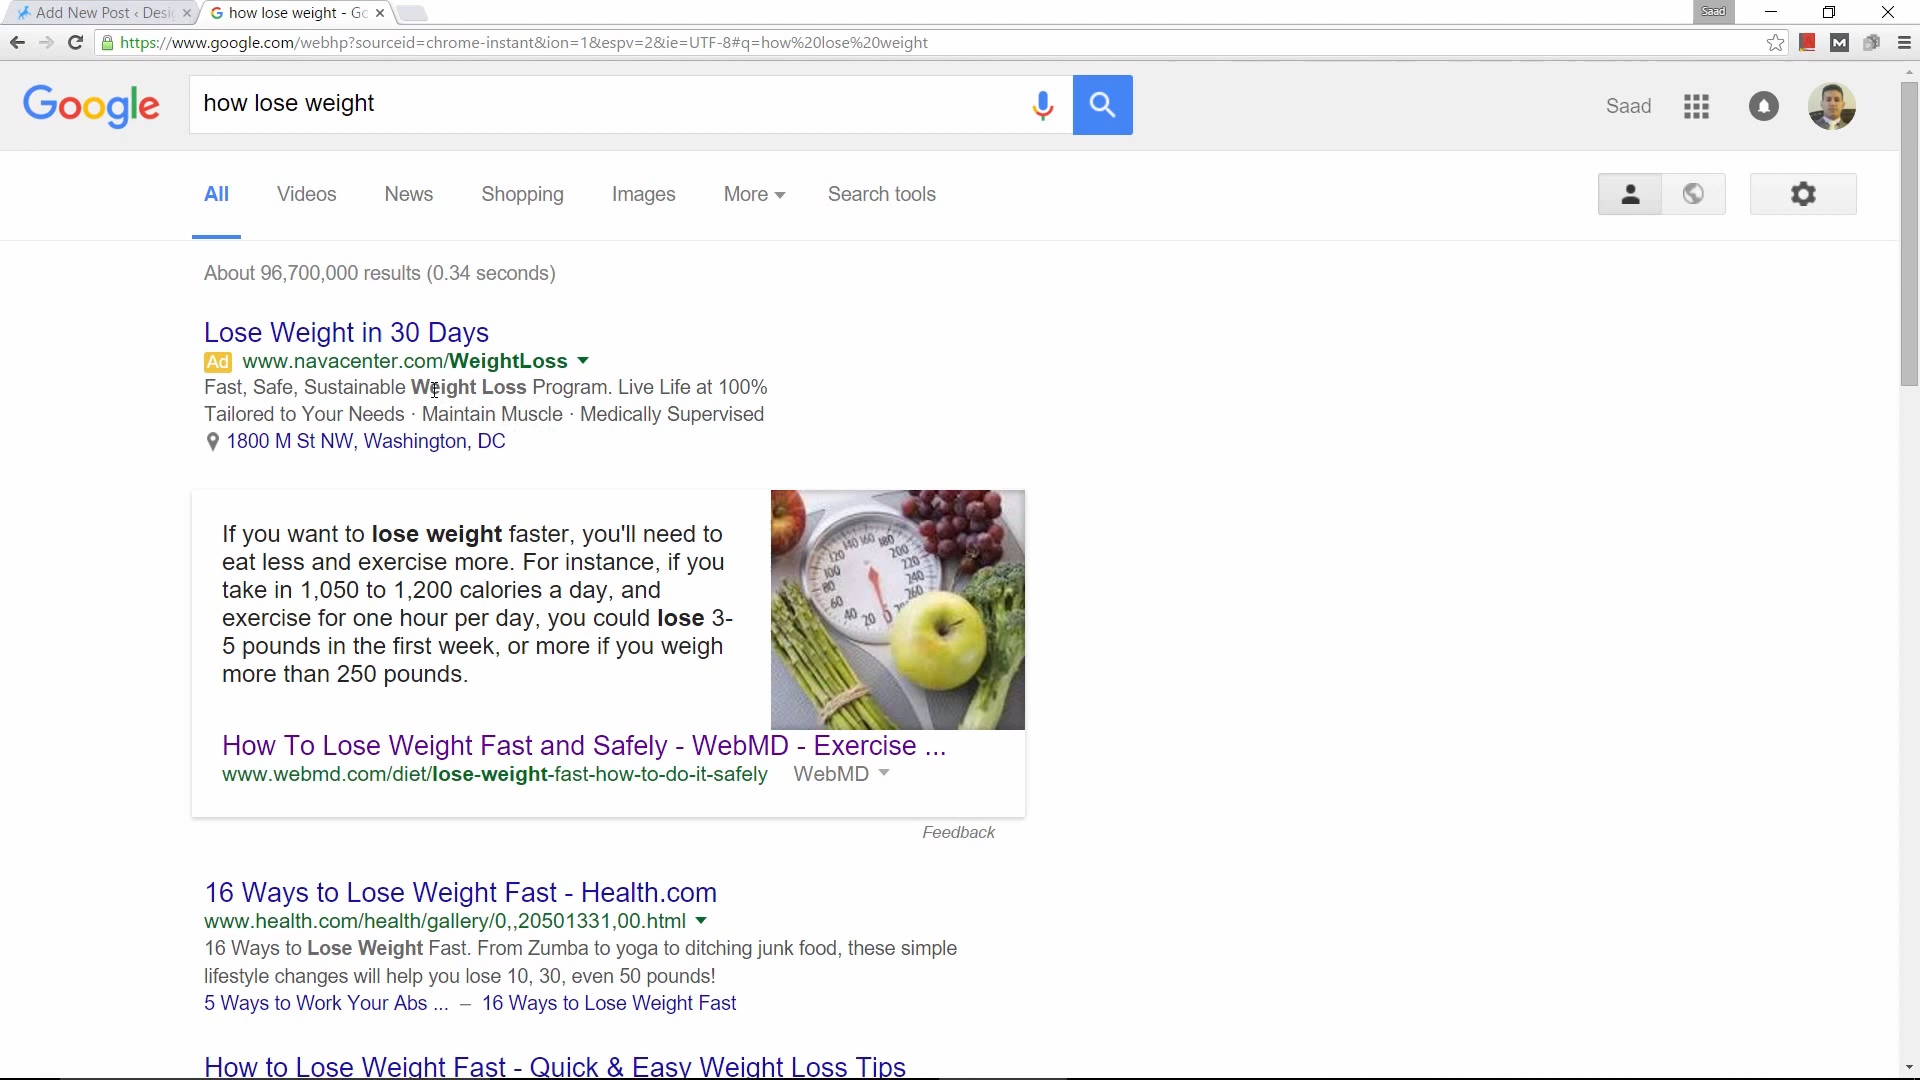 Add New Post ‹ Desi
how lose weight - Go
Saad
https://www.google.com/webhp?sourceid=chrome-instant&ion=1&espv=2&ie=UTF-8#q=how%20lose%20weight
M
Google
how lose weight
Saad
All
Videos
News
Shopping
Images
More
Search tools
About 96,700,000 results (0.34 seconds)
Lose Weight in 30 Days
Ad www.navacenter.com/WeightLoss
Fast, Safe, Sustainable Weight Loss Program. Live Life at 100%
Tailored to Your Needs · Maintain Muscle · Medically Supervised
1800 M St NW, Washington, DC
If you want to lose weight faster, you'll need to
eat less and exercise more. For instance, if you
take in 1,050 to 1,200 calories a day, and
exercise for one hour per day, you could lose 3-
5 pounds in the first week, or more if you weigh
more than 250 pounds.
How To Lose Weight Fast and Safely - WebMD - Exercise ...
www.webmd.com/diet/lose-weight-fast-how-to-do-it-safely WebMD
Feedback
16 Ways to Lose Weight Fast - Health.com
www.health.com/health/gallery/0,,20501331,00.html
16 Ways to Lose Weight Fast. From Zumba to yoga to ditching junk food, these simple
lifestyle changes will help you lose 10, 30, even 50 pounds!
5 Ways to Work Your Abs ... – 16 Ways to Lose Weight Fast
How to Lose Weight Fast - Quick & Easy Weight Loss Tips